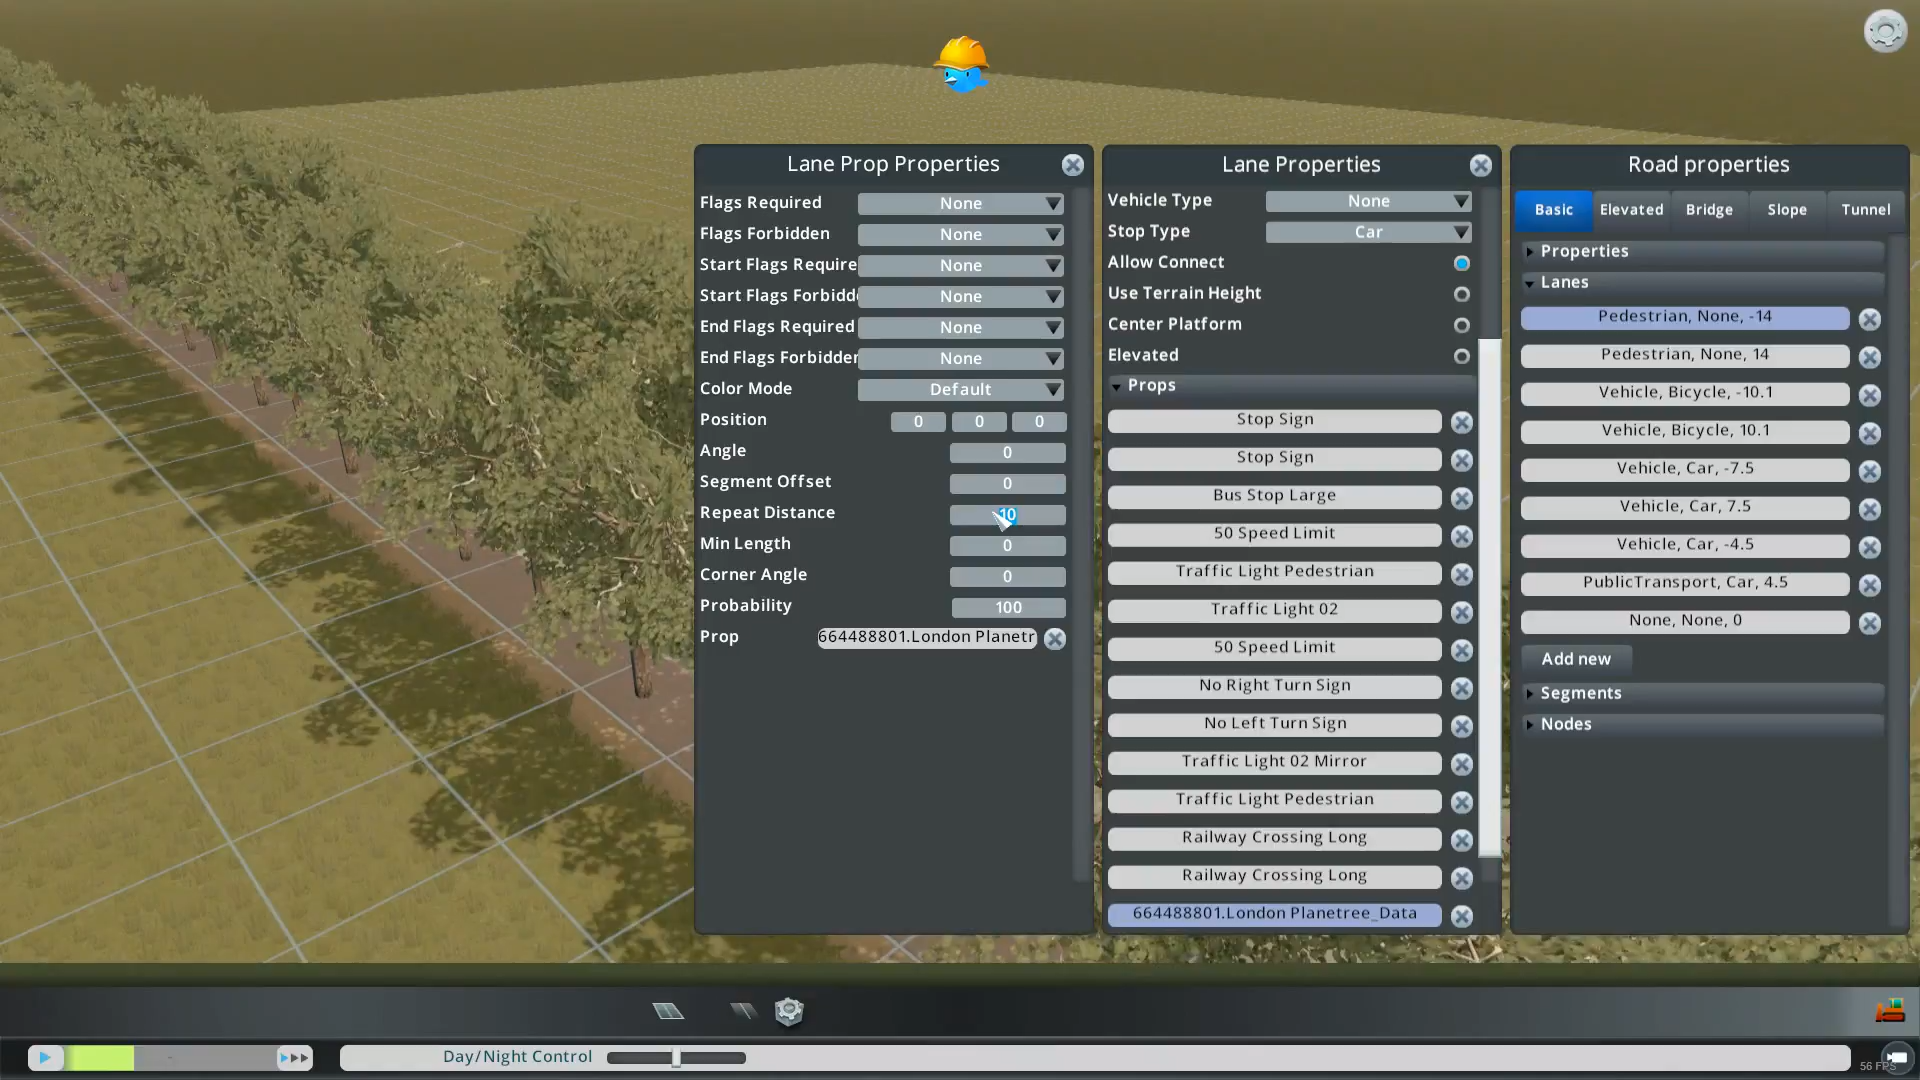 Lane Prop Properties
Flags Required None
Flags Forbidden None
Start Flags Require None
Start Flags Forbidd None
End Flags Required None
End Flags Forbidden None
Color Mode Default
Position 0 0 0
Angle 0
Segment Offset 0
Repeat Distance 10
Min Length 0
Corner Angle 0
Probability 100
Prop 664488801.London Planetr
Lane Properties
Vehicle Type None
Stop Type Car
Allow Connect
Use Terrain Height
Center Platform
Elevated
Props
Stop Sign
Stop Sign
Bus Stop Large
50 Speed Limit
Traffic Light Pedestrian
Traffic Light 02
50 Speed Limit
No Right Turn Sign
No Left Turn Sign
Traffic Light 02 Mirror
Traffic Light Pedestrian
Railway Crossing Long
Railway Crossing Long
664488801.London Planetree_Data
Road properties
Basic Elevated Bridge Slope Tunnel
Properties
Lanes
Pedestrian, None, -14
Pedestrian, None, 14
Vehicle, Bicycle, -10.1
Vehicle, Bicycle, 10.1
Vehicle, Car, -7.5
Vehicle, Car, 7.5
Vehicle, Car, -4.5
PublicTransport, Car, 4.5
None, None, 0
Add new
Segments
Nodes
-
Day/Night Control
56 FPS